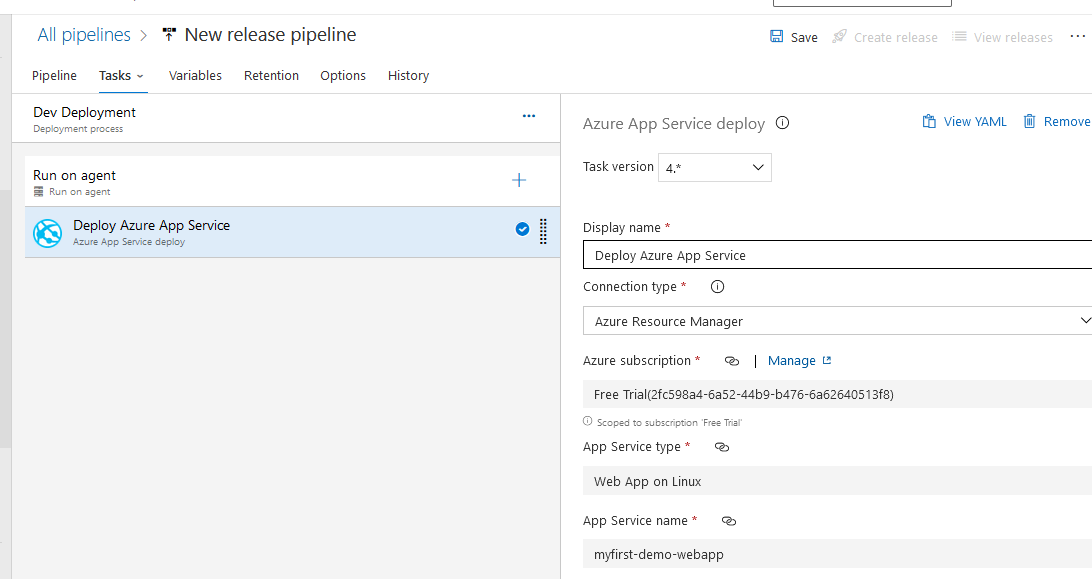 All pipelines > New release pipeline
Save Create release View releases ...
Pipeline Tasks Variables Retention Options History
Dev Deployment
Deployment process
...
Run on agent
Run on agent
Deploy Azure App Service
Azure App Service deploy
Azure App Service deploy
View YAML Remove
Task version 4.*
Display name *
Deploy Azure App Service
Connection type *
Azure Resource Manager
Azure subscription * | Manage
Free Trial(2fc598a4-6a52-44b9-b476-6a62640513f8)
Scoped to subscription 'Free Trial'
App Service type *
Web App on Linux
App Service name *
myfirst-demo-webapp